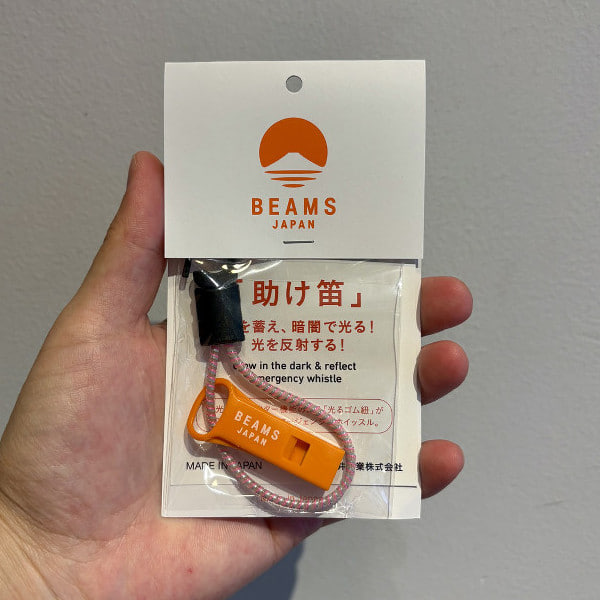 BEAMS
JAPAN
「助け笛」
を蓄え、暗闇で光る!
光を反射する!
in the dark & reflect
emergency whistle
「光るゴム紐」が
ホイッスル。
BEAMS
JAPAN
MADE IN JAPAN
業株式会社